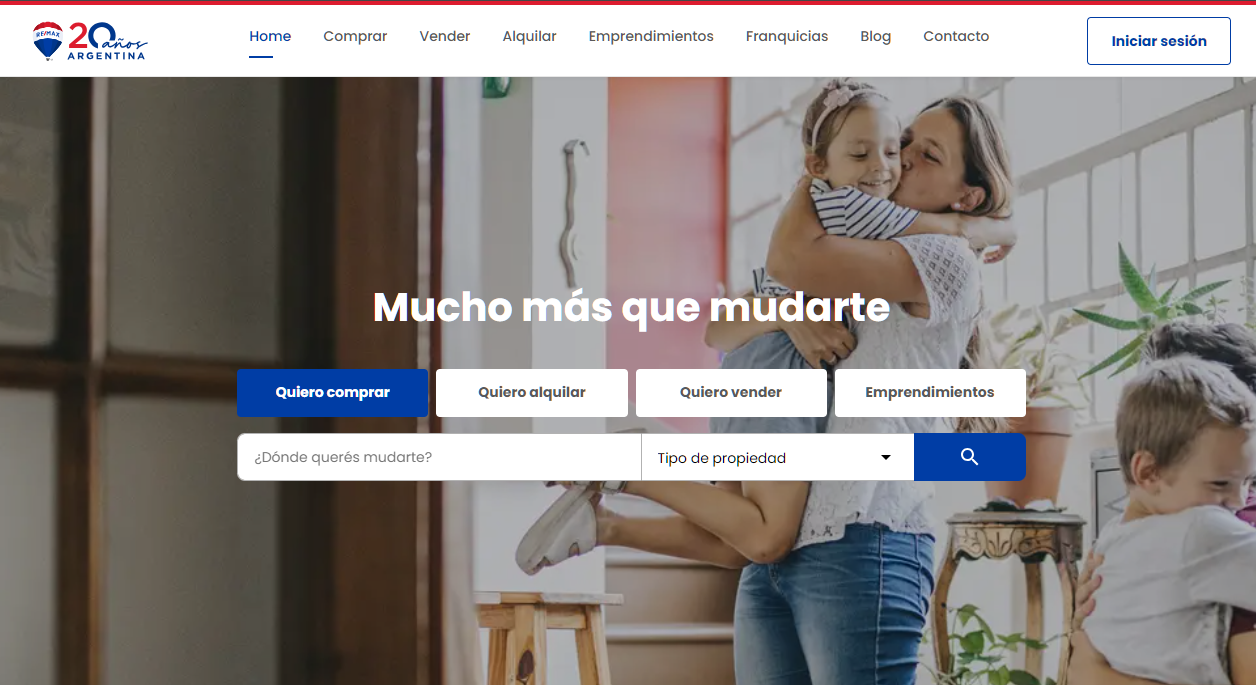 RE/MAX
20 años
ARGENTINA
Home Comprar Vender Alquilar Emprendimientos Franquicias Blog Contacto
Iniciar sesión
Mucho más que mudarte
Quiero comprar Quiero alquilar Quiero vender Emprendimientos
¿Dónde querés mudarte? Tipo de propiedad